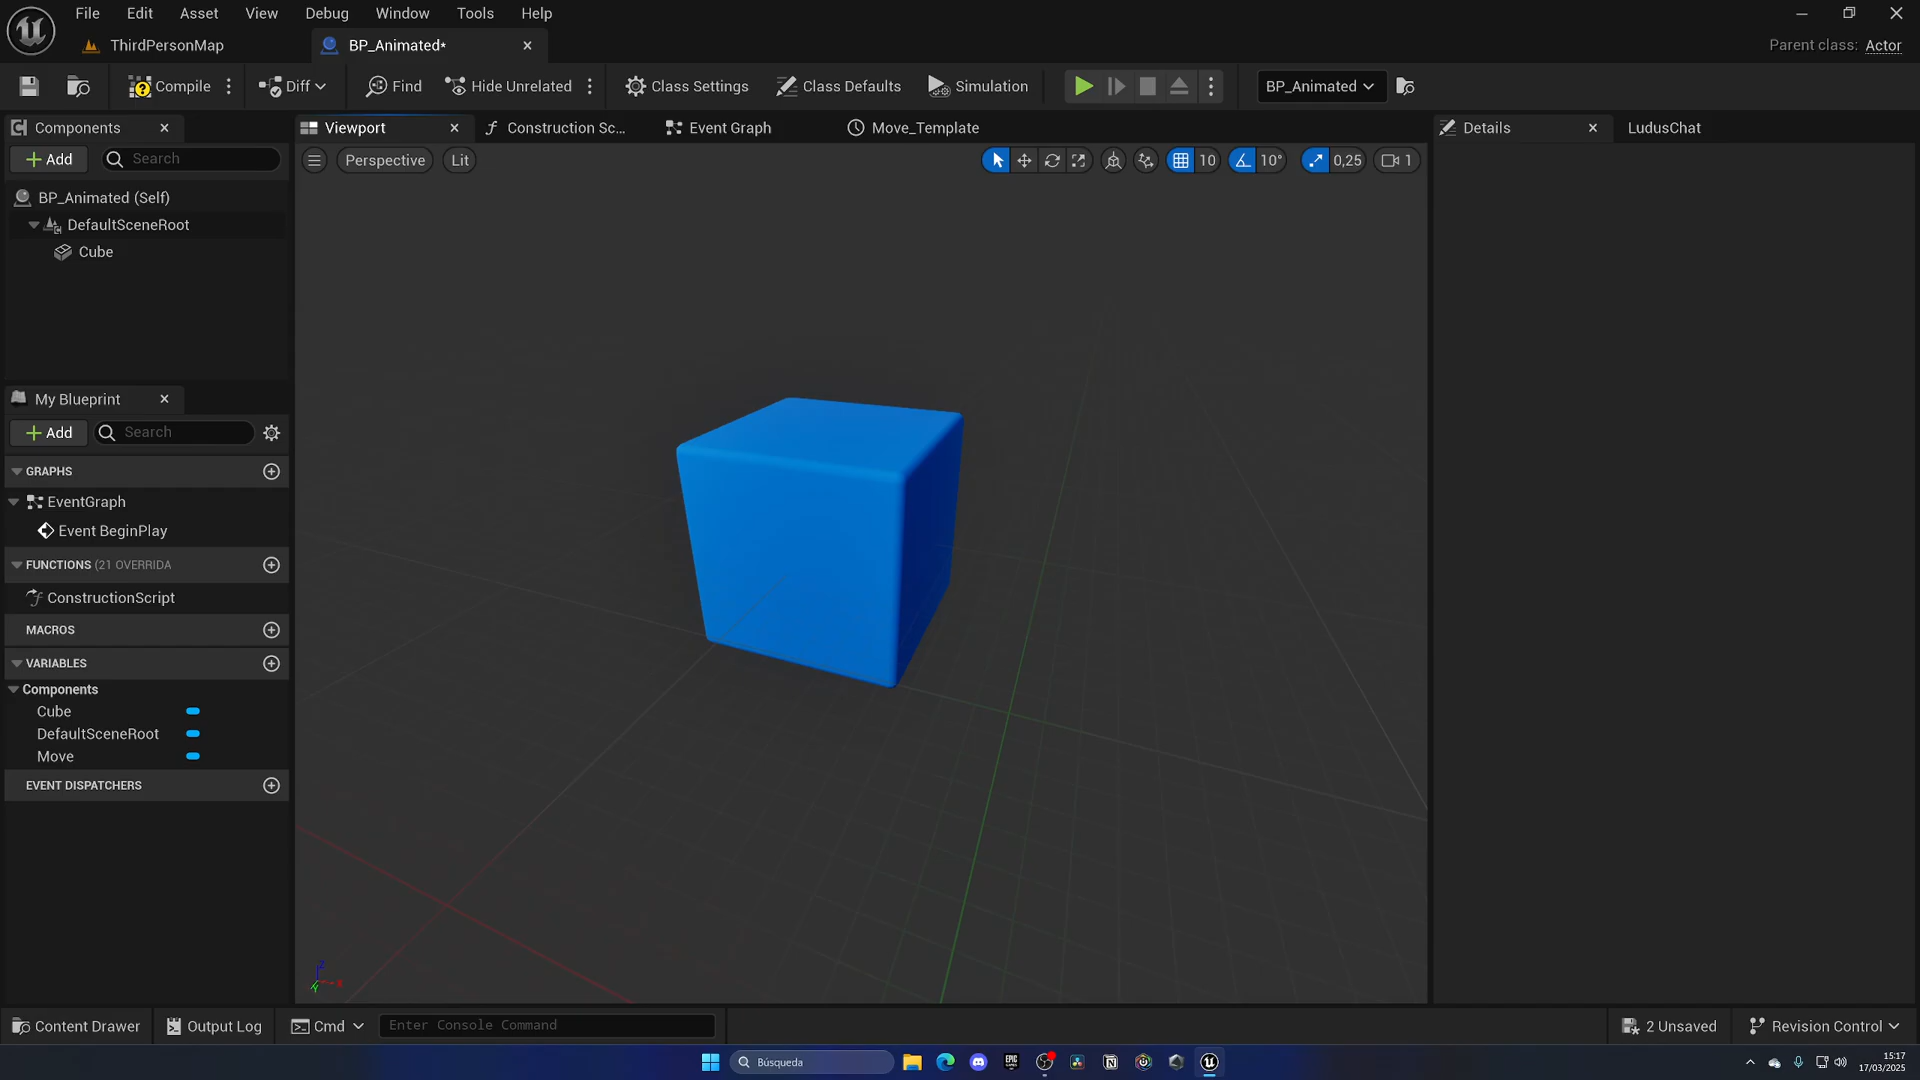 File Edit Asset View Debug Window Tools Help
ThirdPersonMap
BP_Animated*
Parent class: Actor
Compile
Diff
Find
Hide Unrelated
Class Settings
Class Defaults
Simulation
BP_Animated
Components
Add
Search
BP_Animated (Self)
DefaultSceneRoot
Cube
Viewport
Construction Sc...
Event Graph
Move_Template
Perspective
Lit
10
10°
0,25
1
Details
LudusChat
My Blueprint
Add
Search
GRAPHS
EventGraph
Event BeginPlay
FUNCTIONS (21 OVERRIDA
ConstructionScript
MACROS
VARIABLES
Components
Cube
DefaultSceneRoot
Move
EVENT DISPATCHERS
Z
X
Y
Content Drawer
Output Log
Cmd
Enter Console Command
2 Unsaved
Revision Control
Búsqueda
EPIC
15:17
17/03/2025